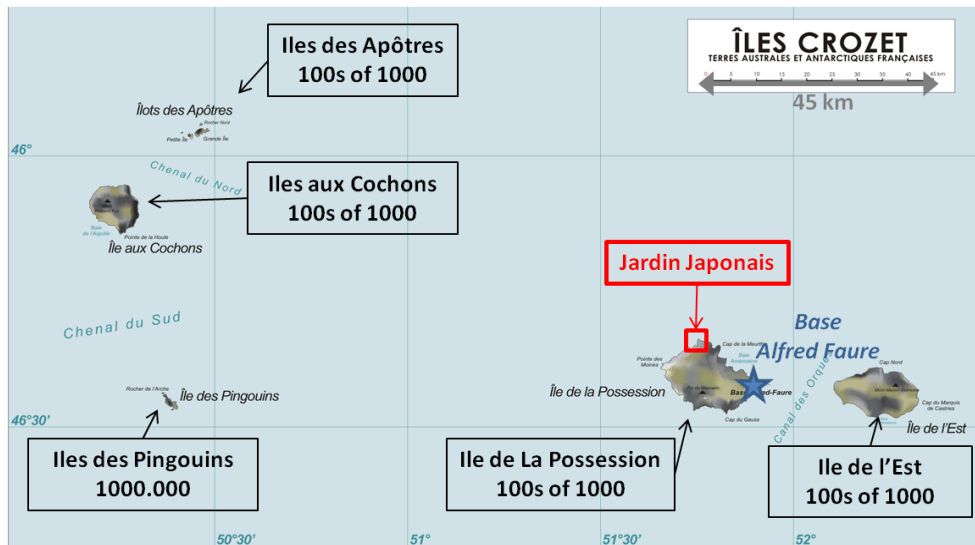 Iles des Apôtres
100s of 1000
ÎLES CROZET
TERRES AUSTRALES ET ANTARCTIQUES FRANÇAISES
0 5 10 15 20 25 30 35 40 45 km
45 km
Îlots des Apôtres
Rocher Nord
Petite Île
Grande Île
46°
Chenal du Nord
Iles aux Cochons
100s of 1000
Baie
de l'Aiguille
Pointe de la Houle
Île aux Cochons
Jardin Japonais
Chenal du Sud
Base
Alfred Faure
Cap de la Meurthe
Pointe des
Moines
Baie
Américaine
Cap Nord
Rocher de l'Arche
Île des Pingouins
Île de la Possession
Cap du Gauss
Canal des Orques
Mont Marion-Dufresne
Cap du Marquis
de Castries
Île de l'Est
46°30'
Iles des Pingouins
1000.000
Ile de La Possession
100s of 1000
Ile de l'Est
100s of 1000
50°30'
51°
51°30'
52°